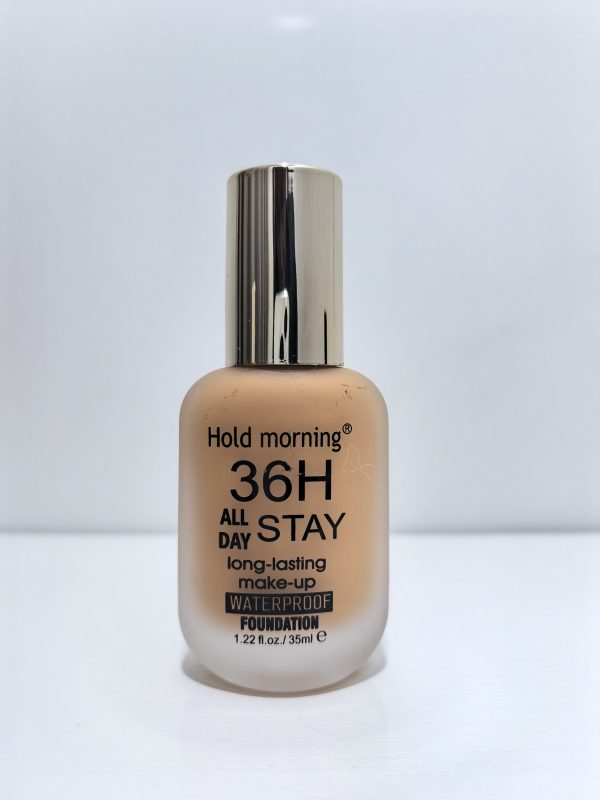 Hold morning®
36H
ALL DAY STAY
long-lasting
make-up
WATERPROOF
FOUNDATION
1.22 fl.oz./ 35ml ℮